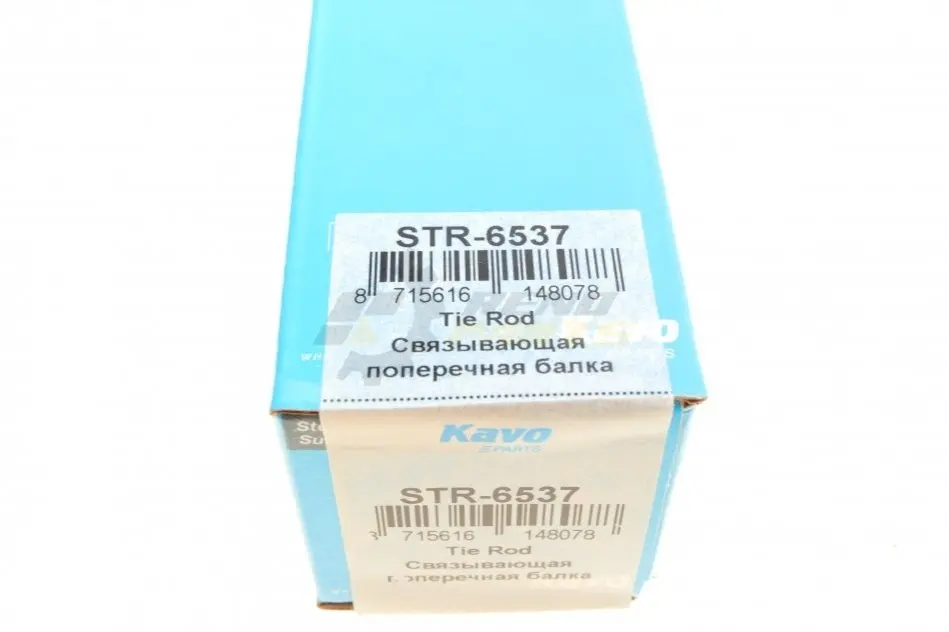 STR-6537
8 715616 148078
Tie Rod
Связывающая
поперечная балка
Kavo
PARTS
STR-6537
715616 148078
Tie Rod
Связывающая
поперечная балка